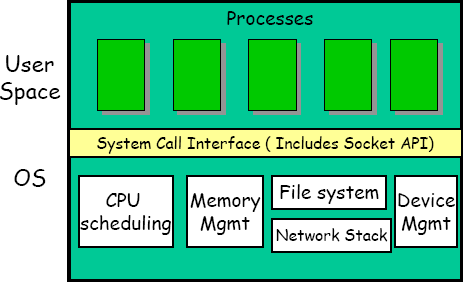 Processes
User
Space
System Call Interface ( Includes Socket API)
OS
CPU
scheduling
Memory
Mgmt
File system
Network Stack
Device
Mgmt